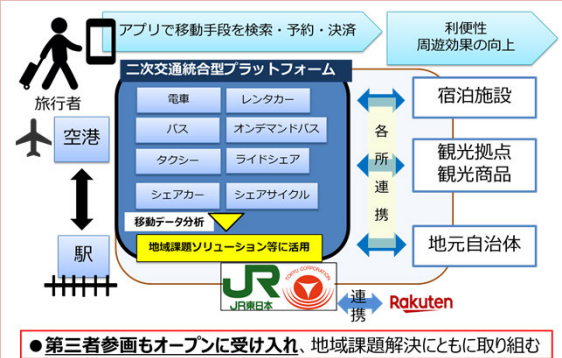 アプリで移動手段を検索・予約・決済
利便性
周遊効果の向上
旅行者
二次交通統合型プラットフォーム
電車
レンタカー
バス
オンデマンドバス
タクシー
ライドシェア
シェアカー
シェアサイクル
移動データ分析
地域課題ソリューション等に活用
空港
駅
各所連携
宿泊施設
観光拠点
観光商品
地元自治体
JR
JR東日本
TOKYU CORPORATION
連携
Rakuten
●第三者参画もオープンに受け入れ、地域課題解決にともに取り組む